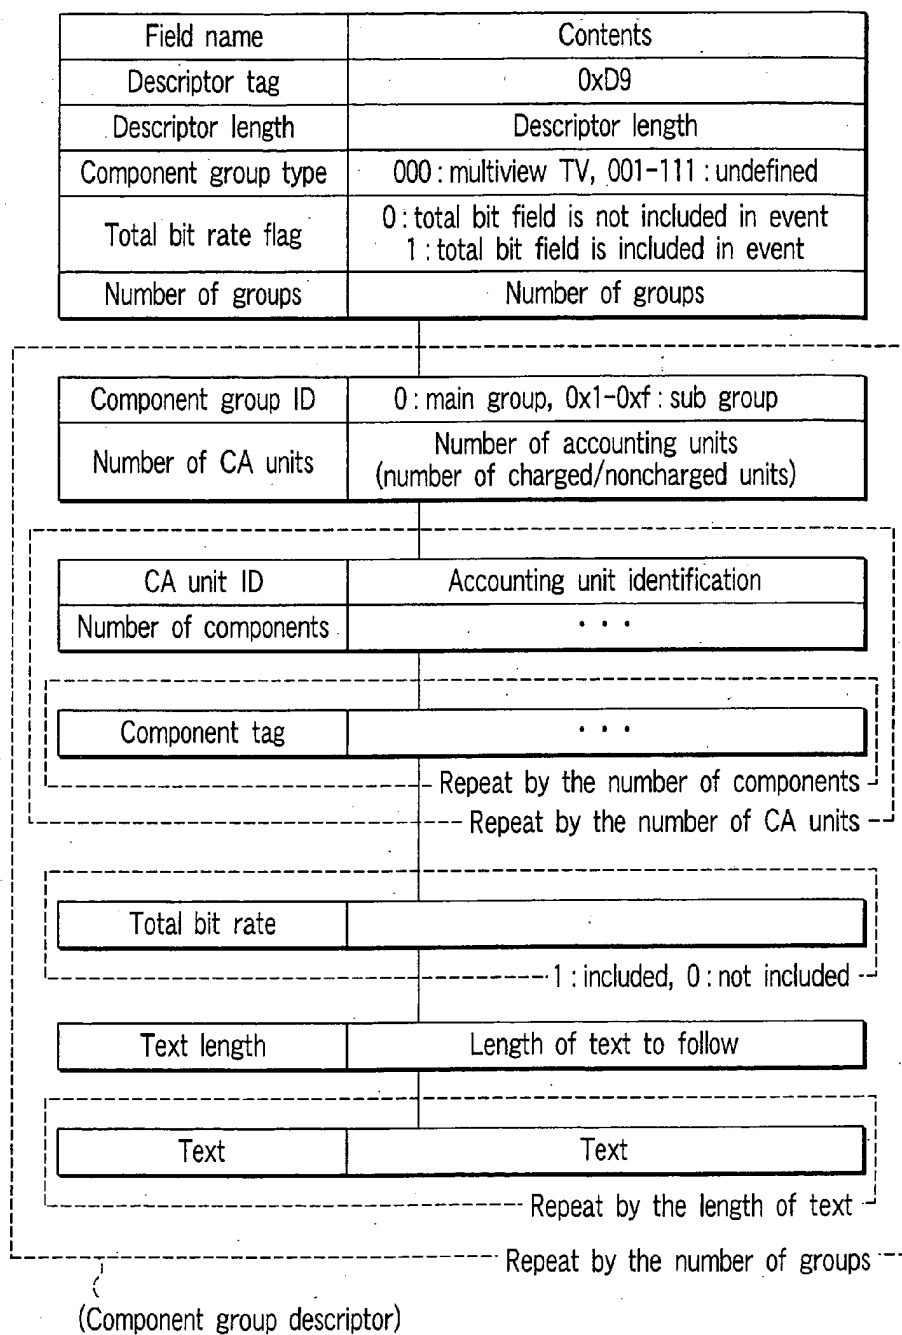 Field name Contents
Descriptor tag 0xD9
Descriptor length Descriptor length
Component group type 000 : multiview TV, 001-111 : undefined
Total bit rate flag 0 : total bit field is not included in event
1 : total bit field is included in event
Number of groups Number of groups
Component group ID 0 : main group, 0x1-0xf : sub group
Number of CA units Number of accounting units
(number of charged/noncharged units)
CA unit ID Accounting unit identification
Number of components ...
Component tag ...
Repeat by the number of components
Repeat by the number of CA units
Total bit rate
1 : included, 0 : not included
Text length Length of text to follow
Text Text
Repeat by the length of text
Repeat by the number of groups
(Component group descriptor)